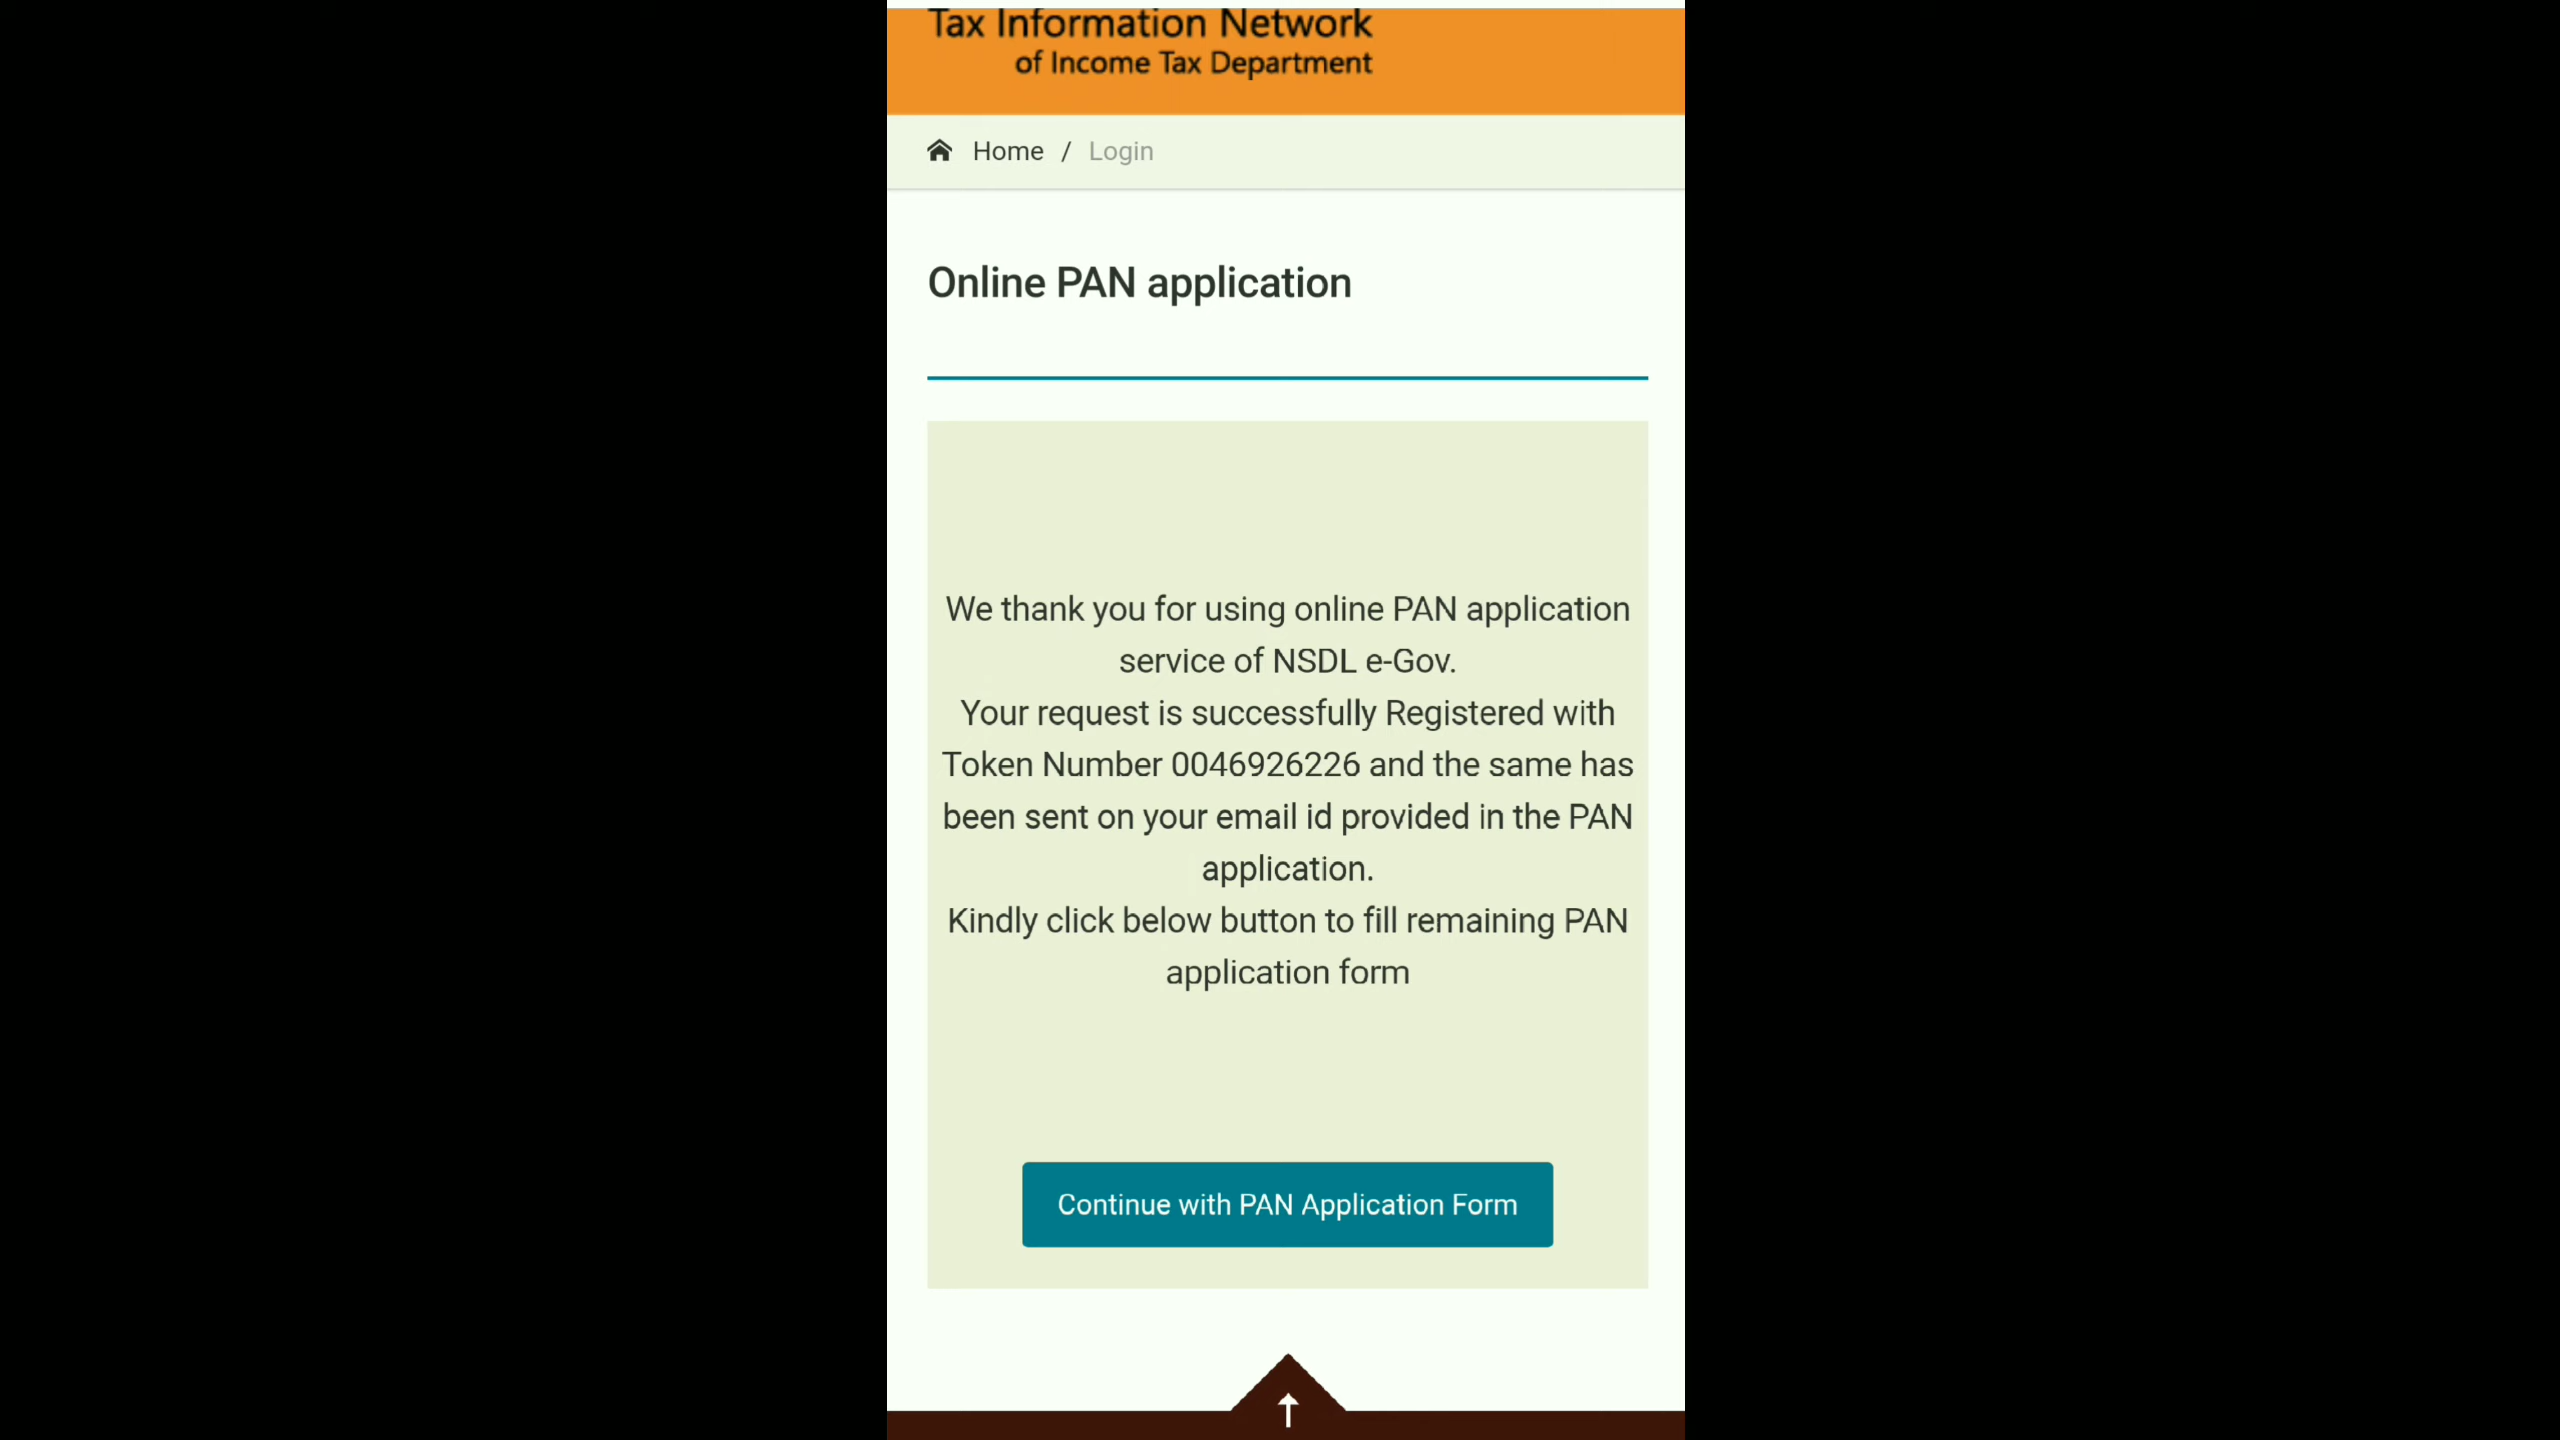 Tax Information Network
of Income Tax Department
Home / Login
Online PAN application
We thank you for using online PAN application
service of NSDL e-Gov.
Your request is successfully Registered with
Token Number 0046926226 and the same has
been sent on your email id provided in the PAN
application.
Kindly click below button to fill remaining PAN
application form
Continue with PAN Application Form